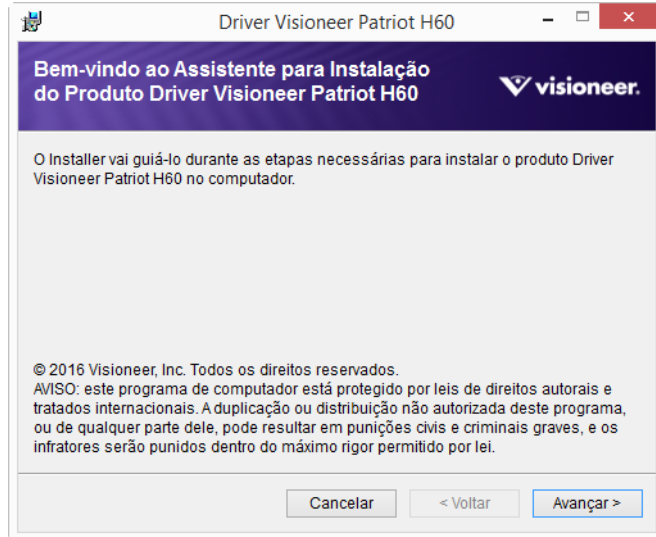 Driver Visioneer Patriot H60
Bem-vindo ao Assistente para Instalação
do Produto Driver Visioneer Patriot H60
visioneer.
O Installer vai guiá-lo durante as etapas necessárias para instalar o produto Driver
Visioneer Patriot H60 no computador.
© 2016 Visioneer, Inc. Todos os direitos reservados.
AVISO: este programa de computador está protegido por leis de direitos autorais e
tratados internacionais. A duplicação ou distribuição não autorizada deste programa,
ou de qualquer parte dele, pode resultar em punições civis e criminais graves, e os
infratores serão punidos dentro do máximo rigor permitido por lei.
Cancelar < Voltar Avançar >